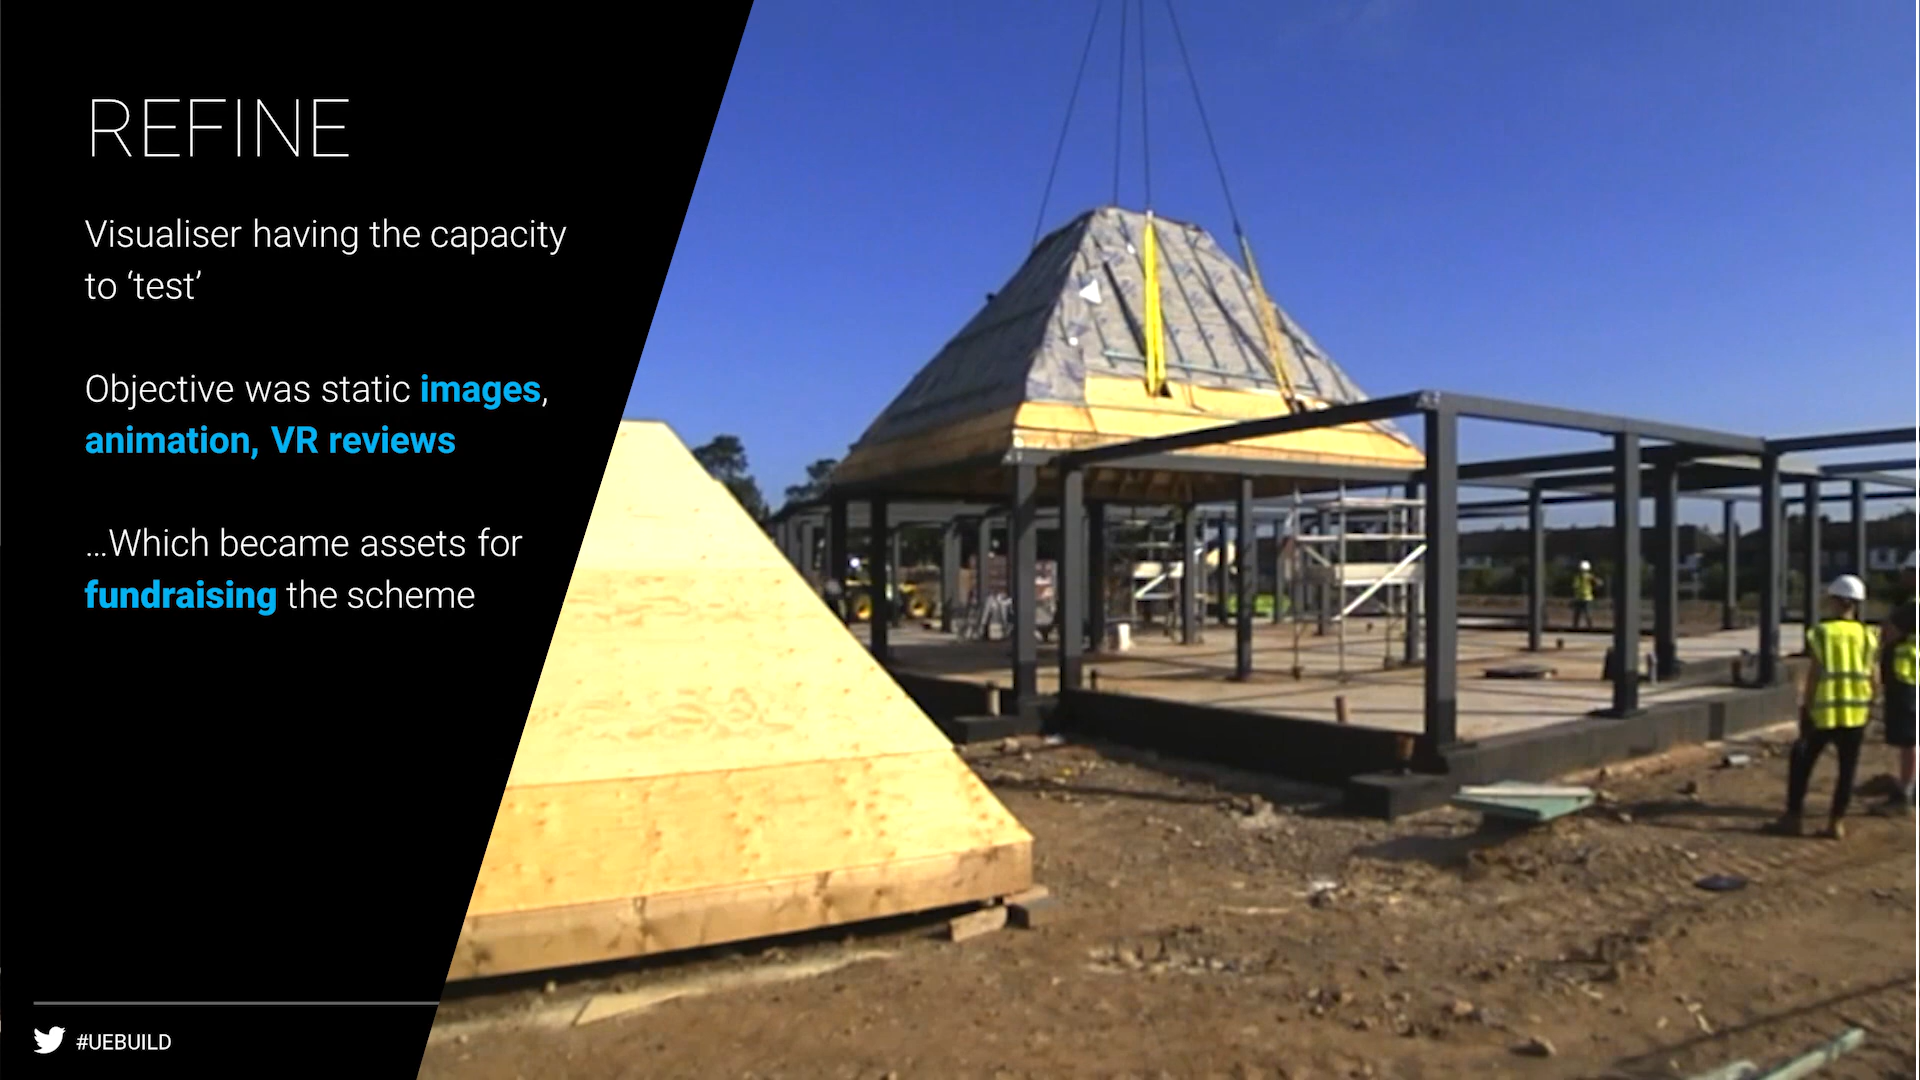 REFINE
Visualiser having the capacity
to ‘test’
Objective was static images,
animation, VR reviews
...Which became assets for
fundraising the scheme
#UEBUILD